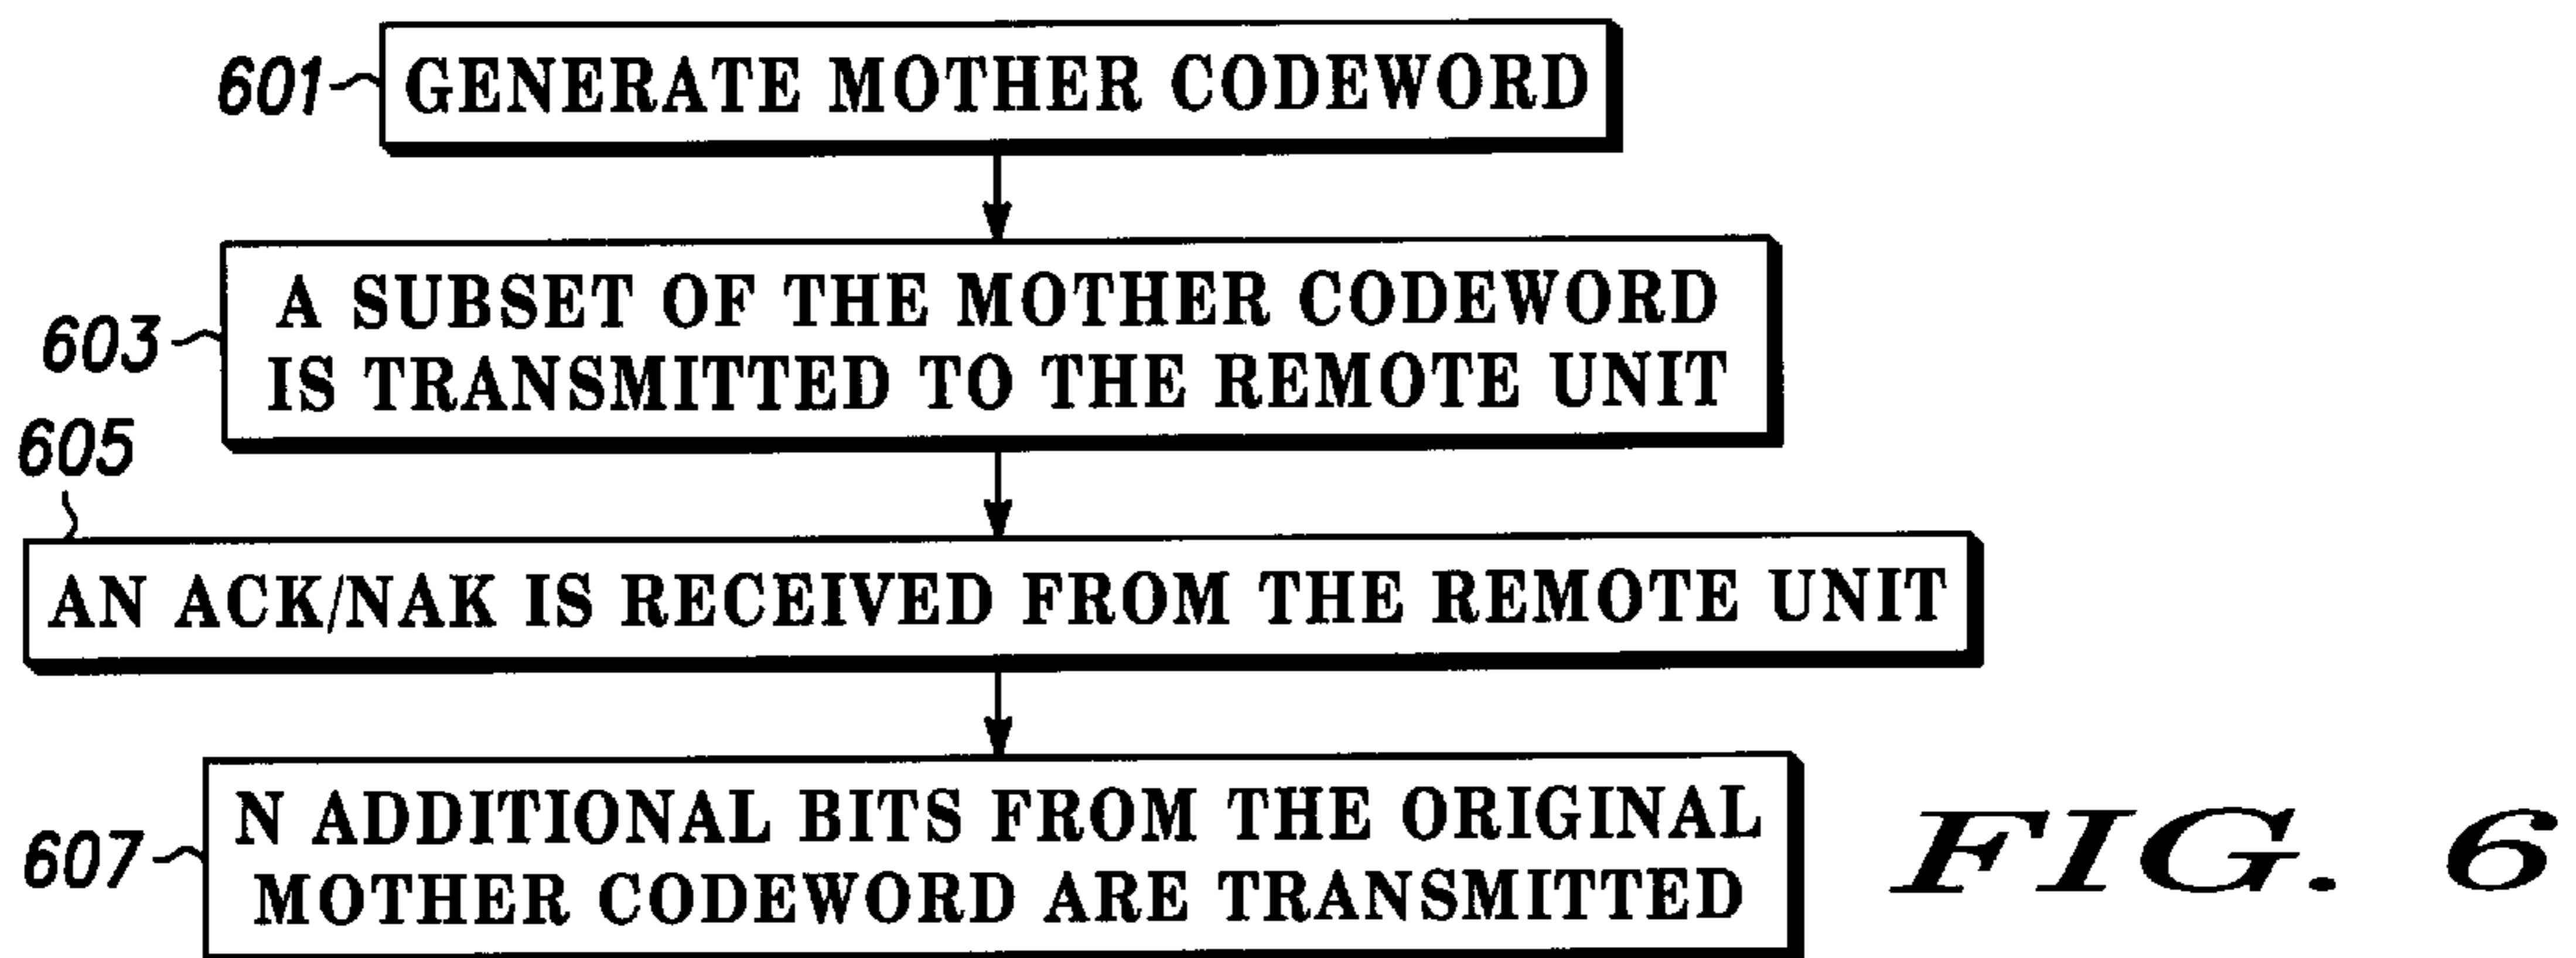 601
GENERATE MOTHER CODEWORD
603
A SUBSET OF THE MOTHER CODEWORD
IS TRANSMITTED TO THE REMOTE UNIT
605
AN ACK/NAK IS RECEIVED FROM THE REMOTE UNIT
607
N ADDITIONAL BITS FROM THE ORIGINAL
MOTHER CODEWORD ARE TRANSMITTED
FIG. 6